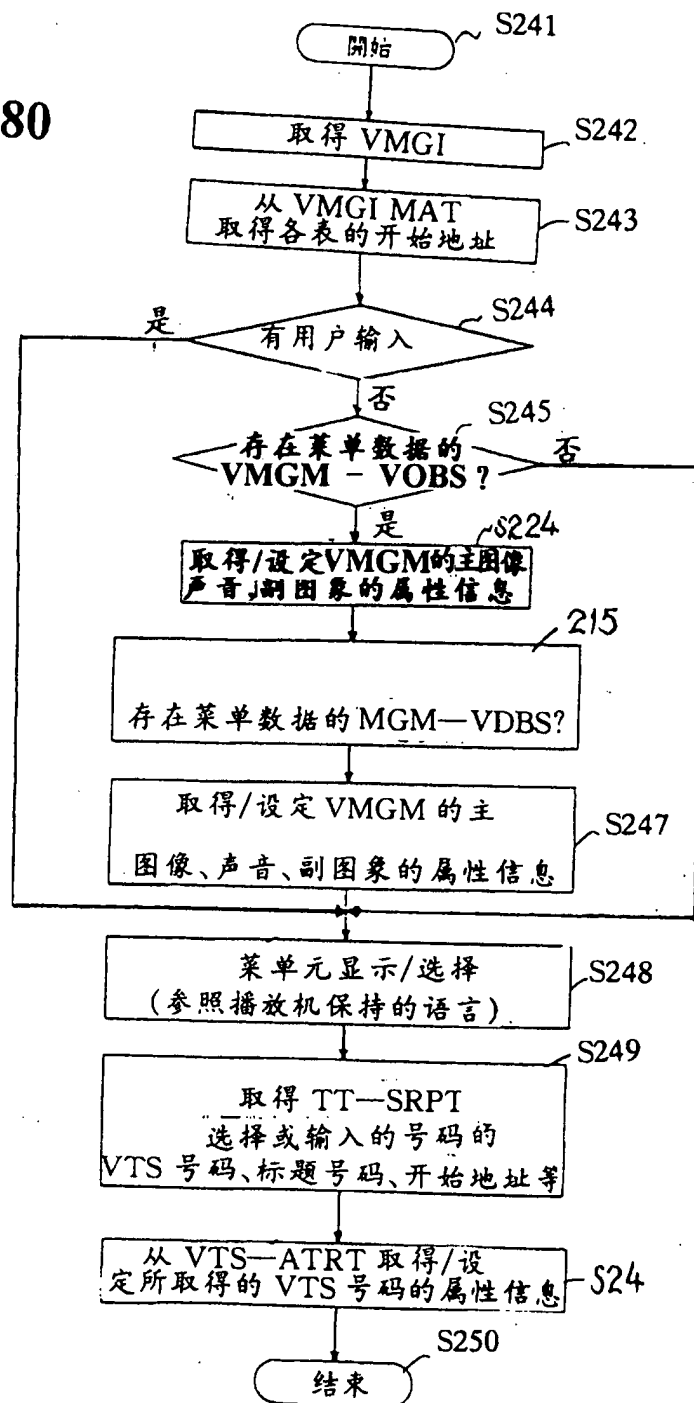 S241
開始
80
取得 VMGI
S242
从 VMGI MAT
取得各表的开始地址
S243
S244
是
有用户输入
否
S245
存在菜单数据的
VMGM – VOBS ?
否
是
S224
取得/设定VMGM的主图像
声音,副图象的属性信息
215
存在菜单数据的MGM—VDBS?
取得/设定 VMGM 的主
图像、声音、副图象的属性信息
S247
菜单元显示/选择
(参照播放机保持的语言)
S248
S249
取得 TT—SRPT
选择或输入的号码的
VTS 号码、标题号码、开始地址等
从 VTS—ATRT 取得/设
定所取得的 VTS 号码的属性信息
S24
S250
结束